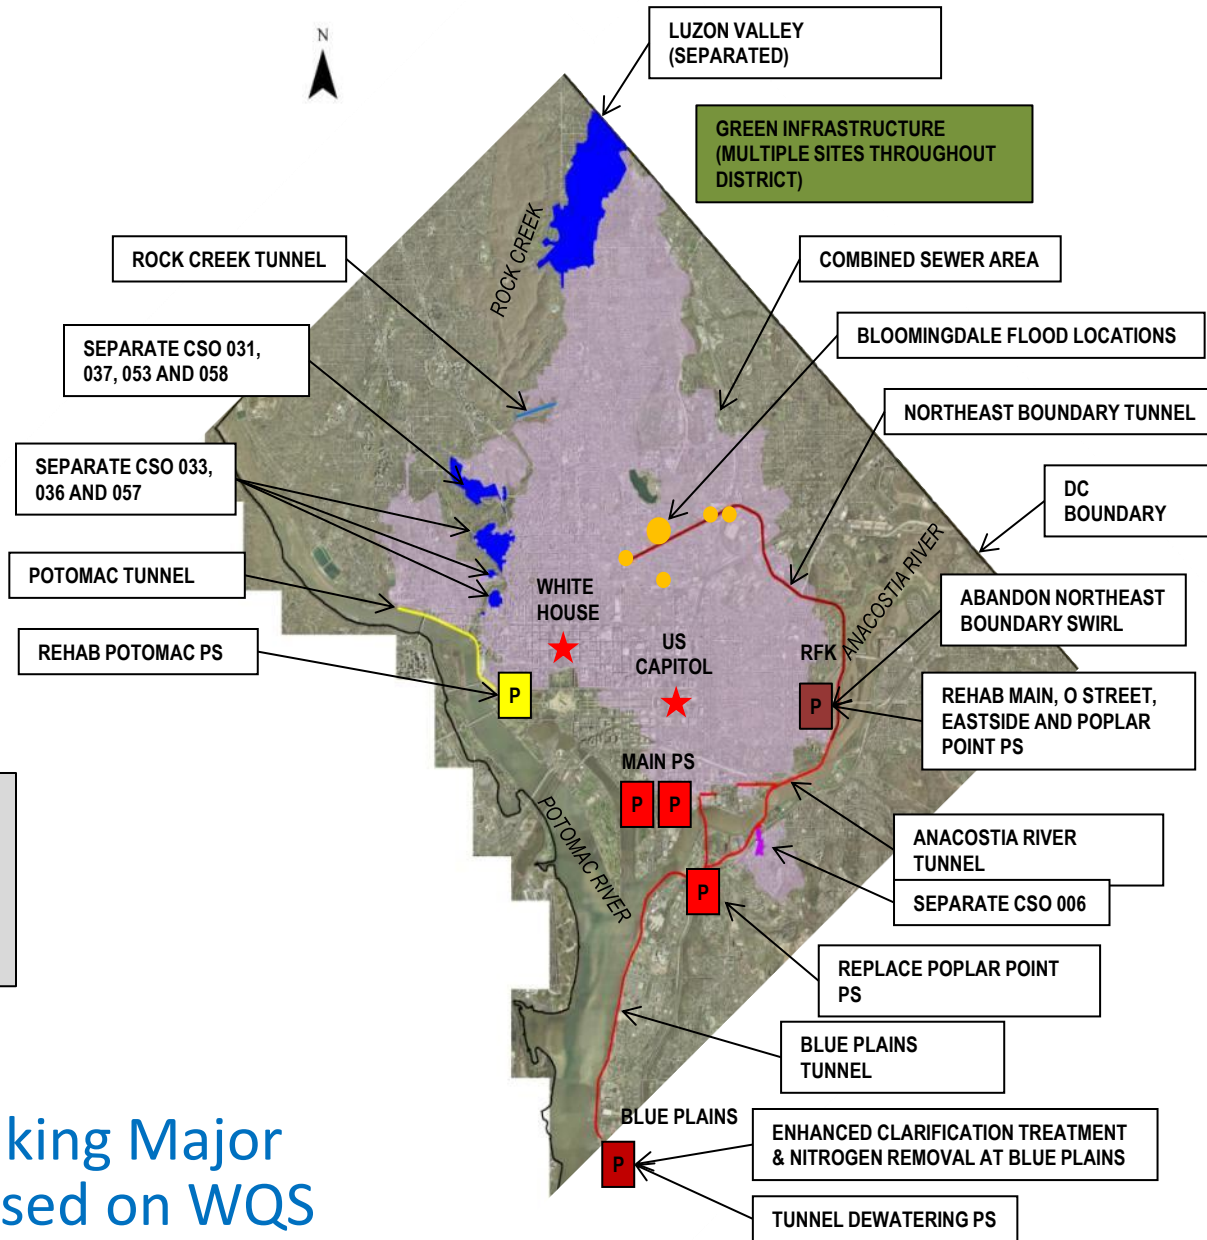 N
LUZON VALLEY
(SEPARATED)
GREEN INFRASTRUCTURE
(MULTIPLE SITES THROUGHOUT
DISTRICT)
ROCK CREEK
ROCK CREEK TUNNEL
COMBINED SEWER AREA
SEPARATE CSO 031,
037, 053 AND 058
BLOOMINGDALE FLOOD LOCATIONS
NORTHEAST BOUNDARY TUNNEL
SEPARATE CSO 033,
036 AND 057
DC
BOUNDARY
POTOMAC TUNNEL
ANACOSTIA RIVER
WHITE
HOUSE
ABANDON NORTHEAST
BOUNDARY SWIRL
REHAB POTOMAC PS
US
CAPITOL
RFK
P
P
REHAB MAIN, O STREET,
EASTSIDE AND POPLAR
POINT PS
MAIN PS
P
P
POTOMAC RIVER
ANACOSTIA RIVER
TUNNEL
P
SEPARATE CSO 006
REPLACE POPLAR POINT
PS
BLUE PLAINS
TUNNEL
BLUE PLAINS
P
ENHANCED CLARIFICATION TREATMENT
& NITROGEN REMOVAL AT BLUE PLAINS
TUNNEL DEWATERING PS
king Major
sed on WQS